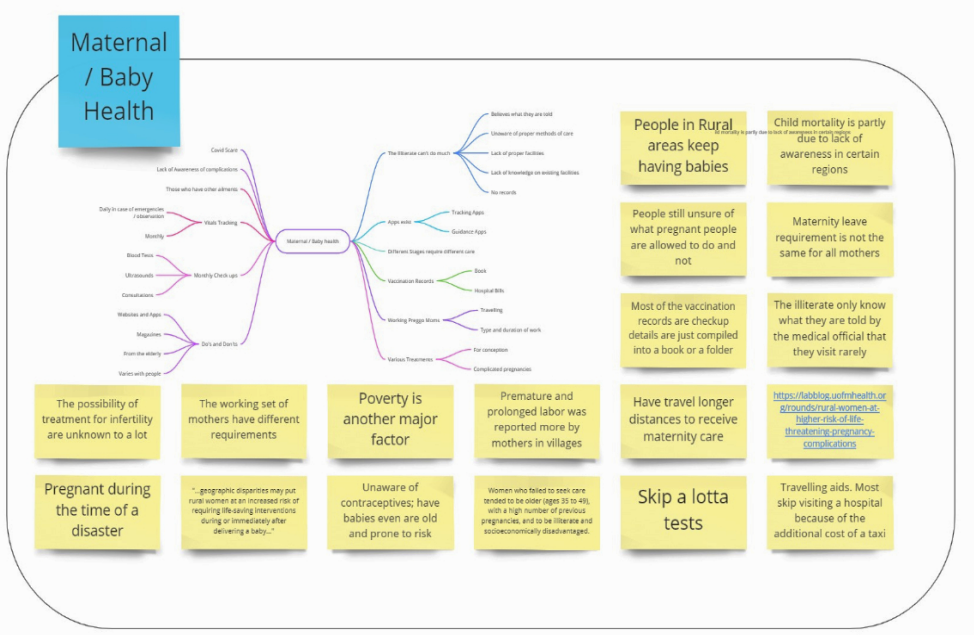 Maternal
/ Baby
Health
Covid Scare
Lack of Awareness of complications
Those who have other ailments
Daily in case of emergencies
/ observation
Monthly
Vitals Tracking
Blood Tests
Ultrasounds
Consultations
Monthly Check ups
Websites and Apps
Magazines
From the elderly
Varies with people
Do's and Don'ts
Maternal / Baby Health
The illiterate can't do much
Believes what they are told
Unaware of proper methods of care
Lack of proper facilities
Lack of knowledge on existing facilities
No records
Apps exist
Tracking Apps
Guidance Apps
Different Stages require different care
Vaccination Records
Book
Hospital Bills
Working Preggo Moms
Travelling
Type and duration of work
Various Treatments
For conception
Complicated pregnancies
People in Rural
areas keep
having babies
mortality is partly due to lack of awareness in certain regions
Child mortality is partly
due to lack of
awareness in certain
regions
People still unsure of
what pregnant people
are allowed to do and
not
Maternity leave
requirement is not the
same for all mothers
Most of the vaccination
records are checkup
details are just compiled
into a book or a folder
The illiterate only know
what they are told by
the medical official that
they visit rarely
The possibility of
treatment for infertility
are unknown to a lot
The working set of
mothers have different
requirements
Poverty is
another major
factor
Premature and
prolonged labor was
reported more by
mothers in villages
Have travel longer
distances to receive
maternity care
https://labblog.uofmhealth.or
g/rounds/rural-women-at-
higher-risk-of-life-
threatening-pregnancy-
complications
Pregnant during
the time of a
disaster
"...geographic disparities may put
rural women at an increased risk of
requiring life-saving interventions
during or immediately after
delivering a baby..."
Unaware of
contraceptives; have
babies even are old
and prone to risk
Women who failed to seek care
tended to be older (ages 35 to 49),
with a high number of previous
pregnancies, and to be illiterate and
socioeconomically disadvantaged.
Skip a lotta
tests
Travelling aids. Most
skip visiting a hospital
because of the
additional cost of a taxi